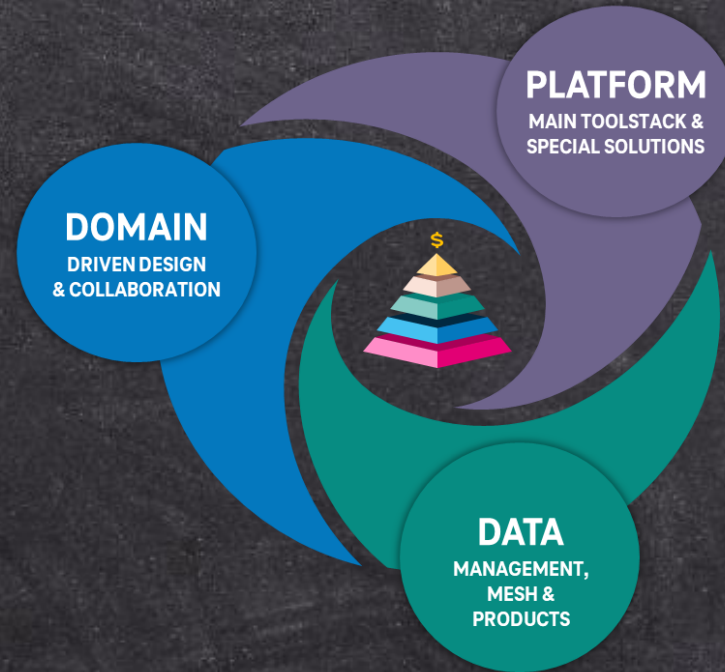 PLATFORM
MAIN TOOLSTACK &
SPECIAL SOLUTIONS
DOMAIN
DRIVEN DESIGN
& COLLABORATION
$
DATA
MANAGEMENT,
MESH &
PRODUCTS